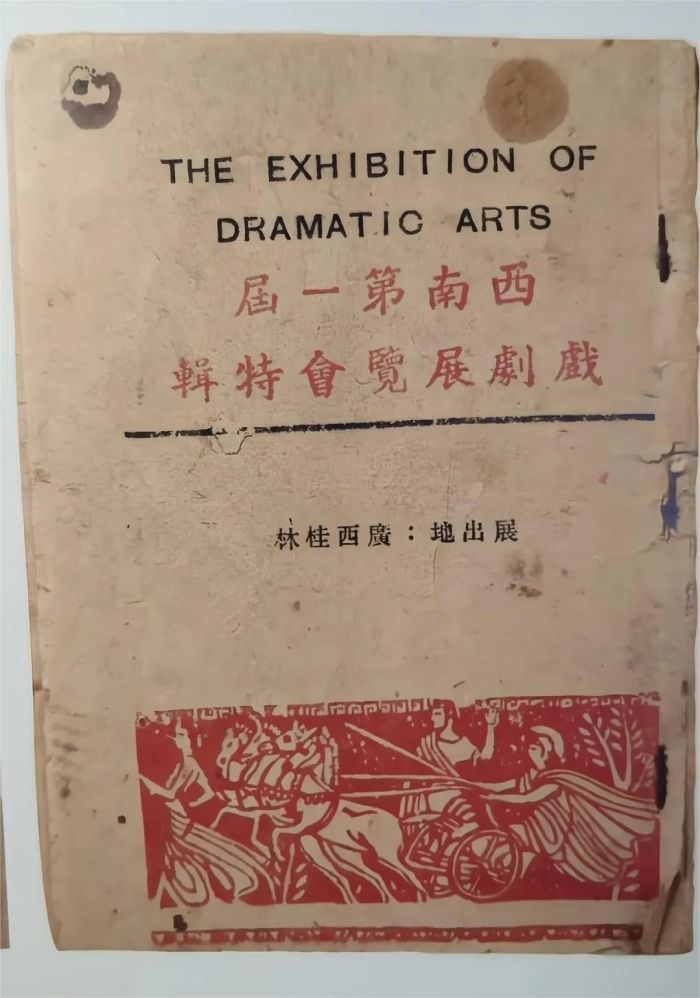 THE EXHIBITION OF
DRAMATIC ARTS
西南第一屆
戲劇展覽會特輯
展出地：廣西桂林